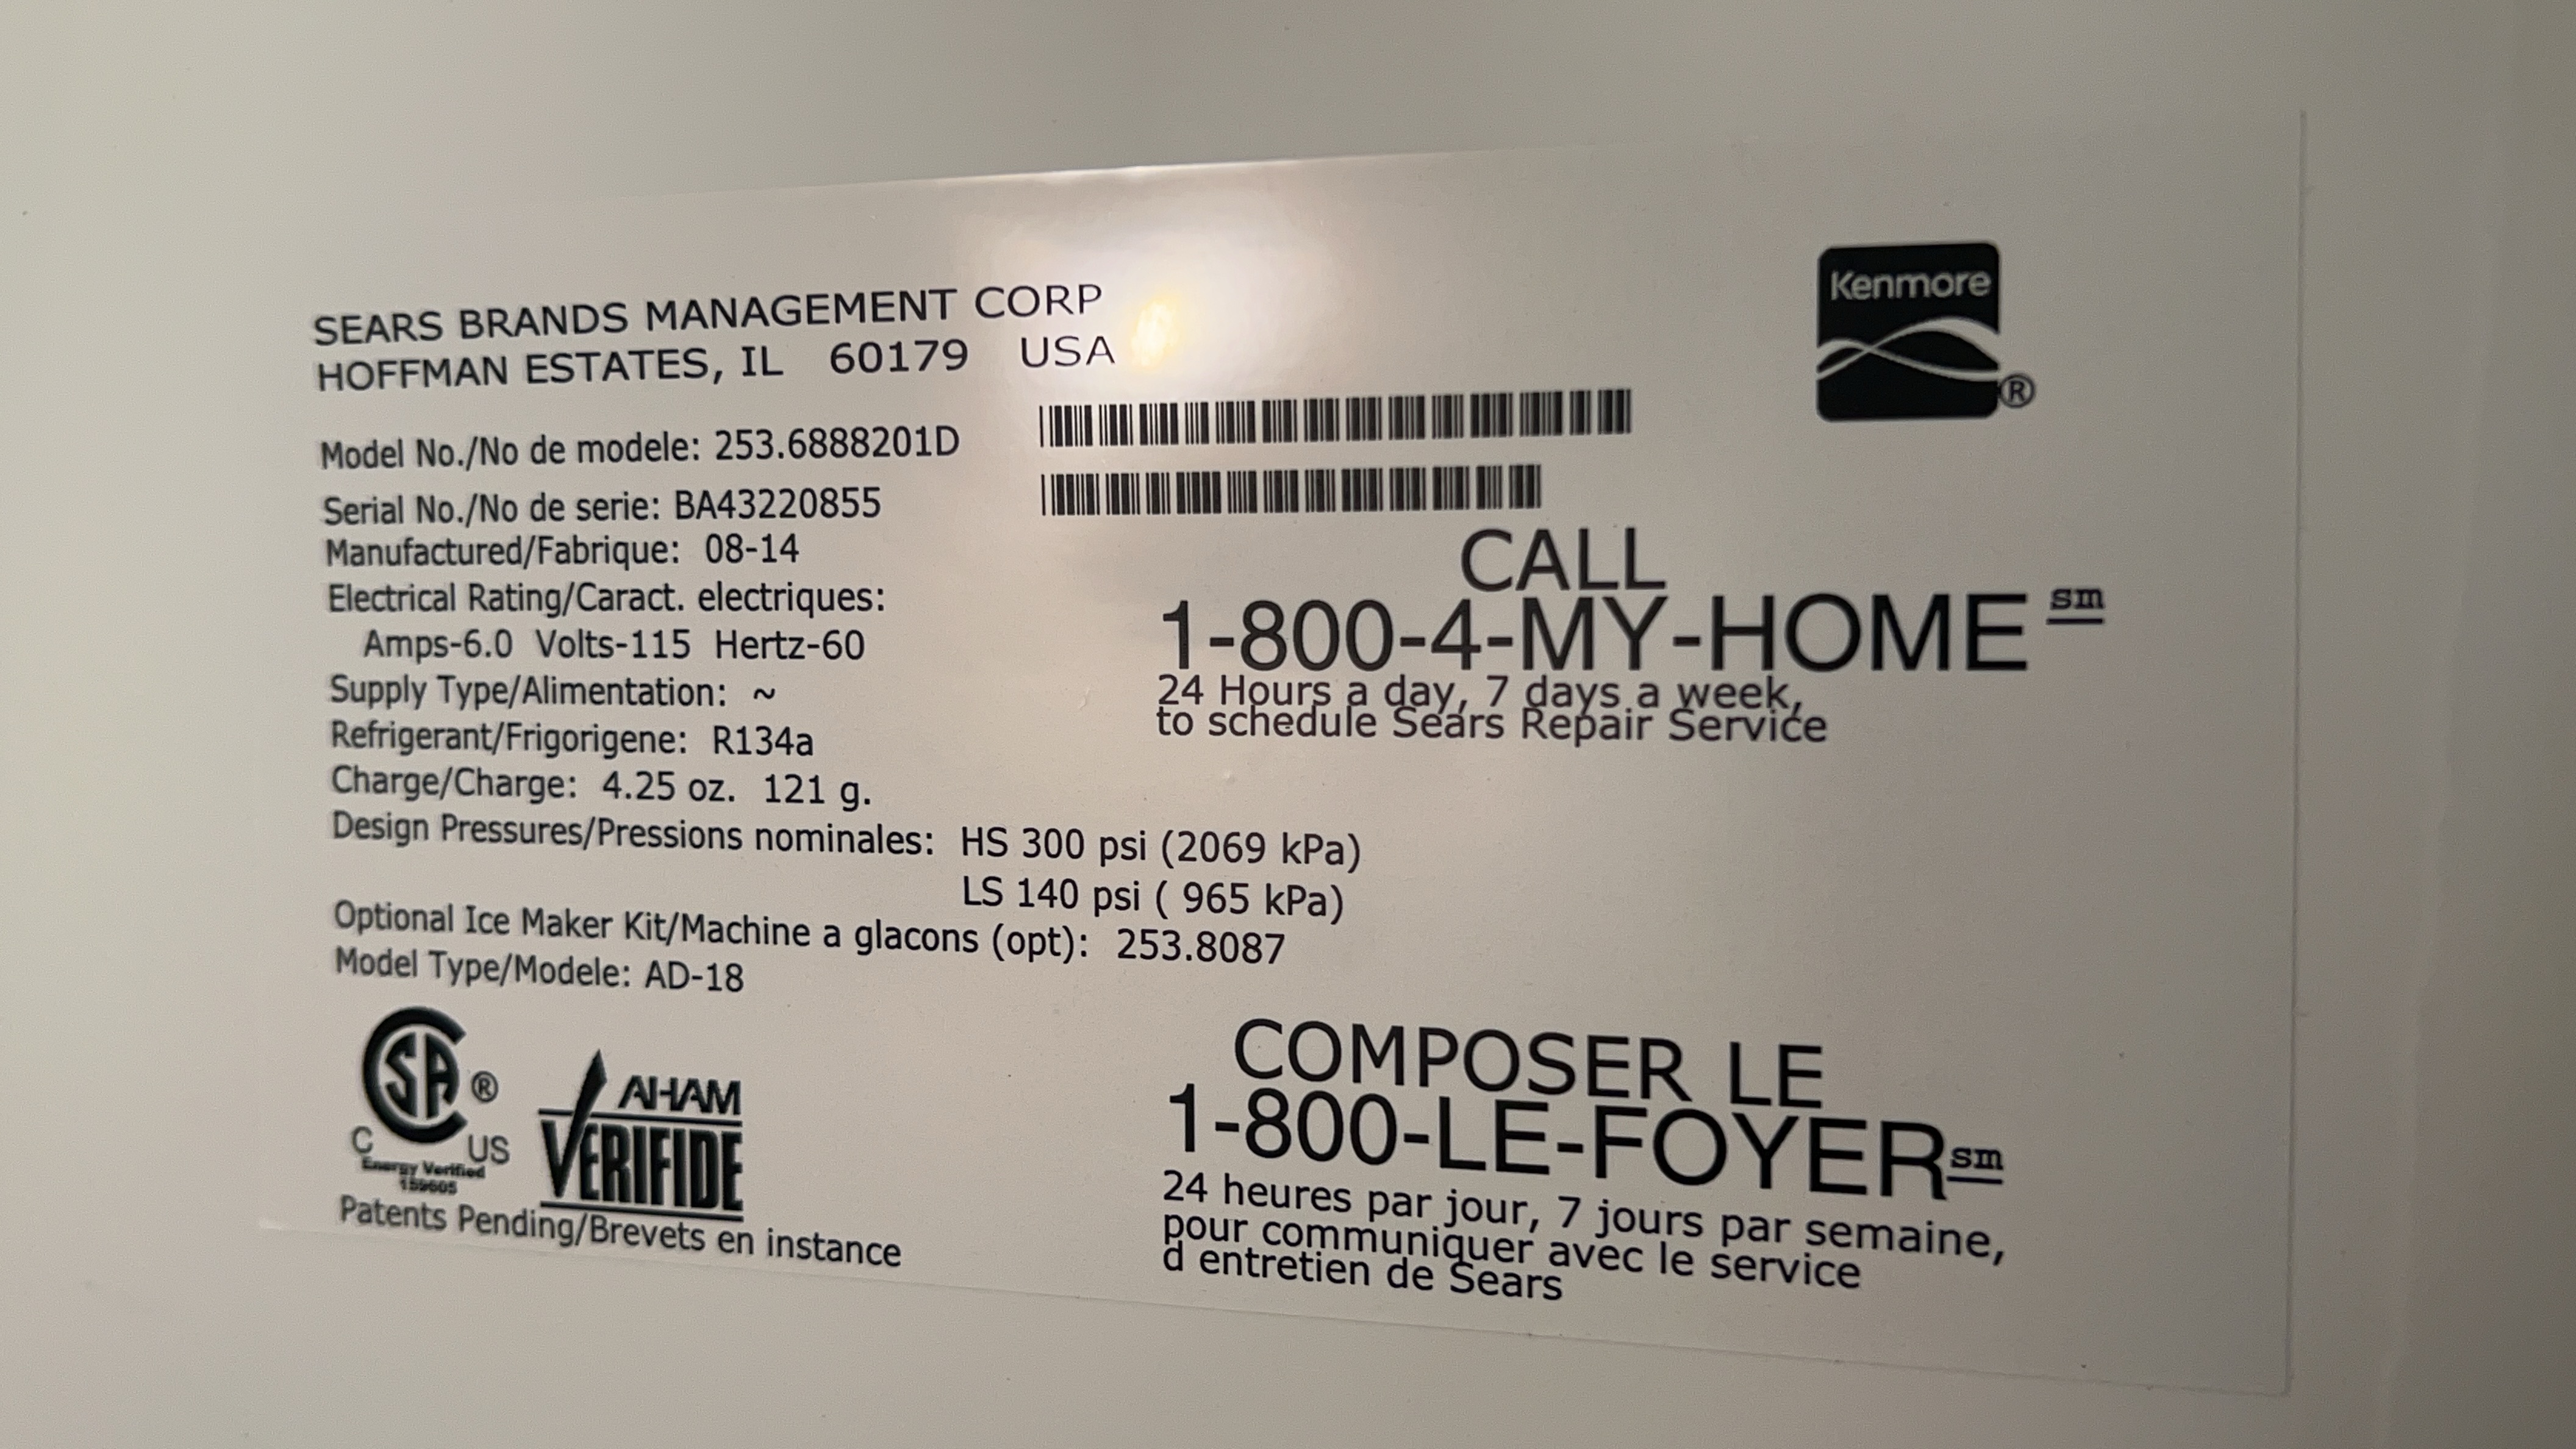 SEARS BRANDS MANAGEMENT CORP
HOFFMAN ESTATES, IL 60179 USA
Kenmore ®
Model No./No de modele: 253.6888201D
Serial No./No de serie: BA43220855
Manufactured/Fabrique: 08-14
Electrical Rating/Caract. electriques:
Amps-6.0 Volts-115 Hertz-60
Supply Type/Alimentation: ~
Refrigerant/Frigorigene: R134a
Charge/Charge: 4.25 oz. 121 g.
Design Pressures/Pressions nominales: HS 300 psi (2069 kPa)
LS 140 psi ( 965 kPa)
Optional Ice Maker Kit/Machine a glacons (opt): 253.8087
Model Type/Modele: AD-18
CALL
1-800-4-MY-HOME sm
24 Hours a day, 7 days a week,
to schedule Sears Repair Service
CSA ®
C US
Energy Verified
159605
AHAM
VERIFIDE
Patents Pending/Brevets en instance
COMPOSER LE
1-800-LE-FOYER sm
24 heures par jour, 7 jours par semaine,
pour communiquer avec le service
d entretien de Sears